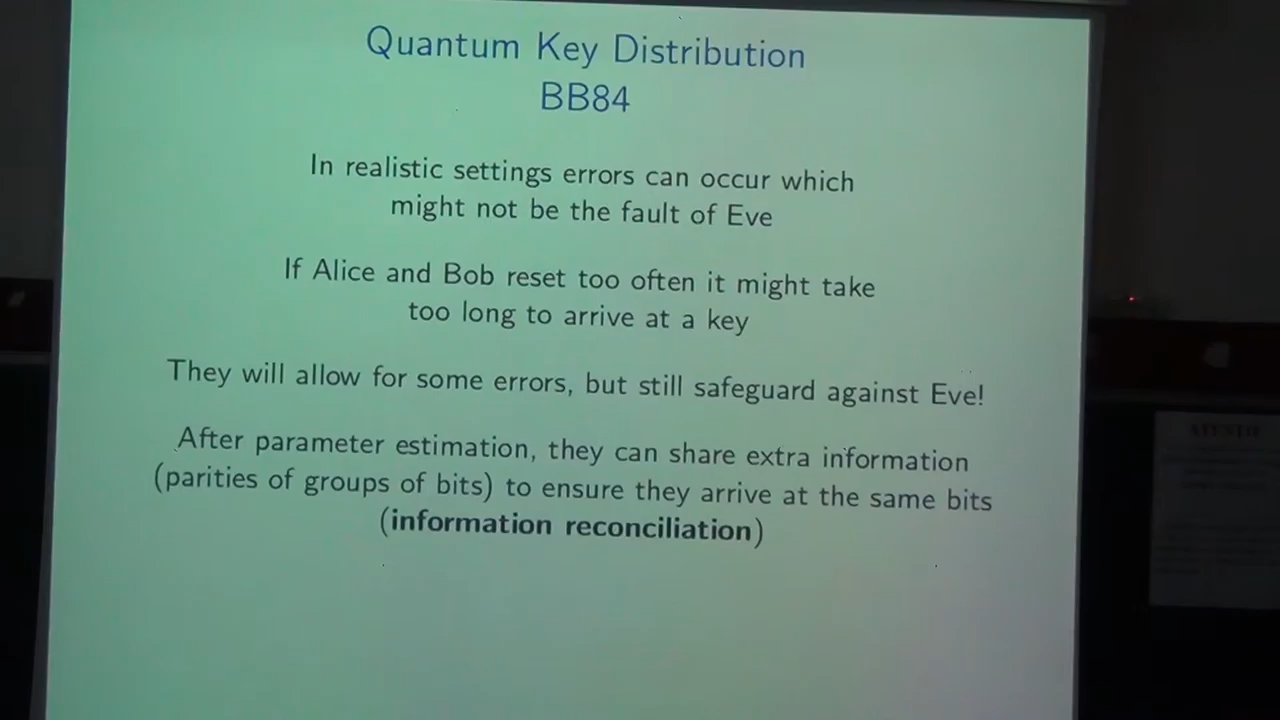 Quantum Key Distribution
BB84
In realistic settings errors can occur which
might not be the fault of Eve
If Alice and Bob reset too often it might take
too long to arrive at a key
They will allow for some errors, but still safeguard against Eve!
After parameter estimation, they can share extra information
(parities of groups of bits) to ensure they arrive at the same bits
(information reconciliation)